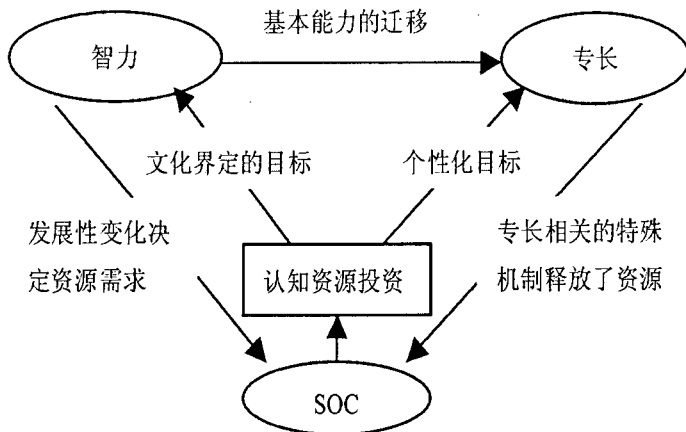 基本能力的迁移
智力
专长
文化界定的目标
个性化目标
发展性变化决
定资源需求
专长相关的特殊
机制释放了资源
认知资源投资
SOC